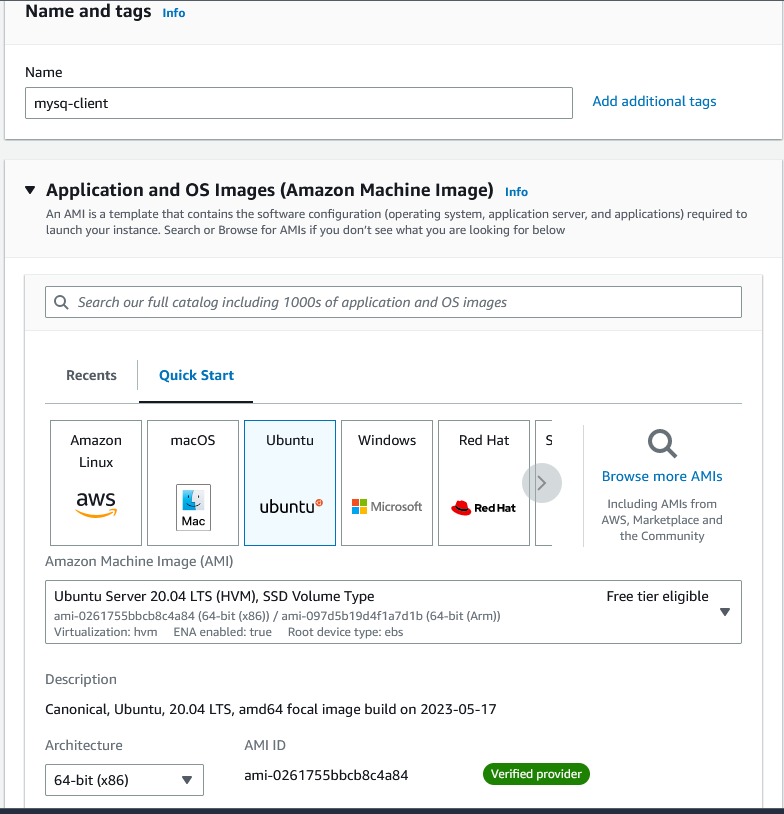 Name and tags Info
Name
mysq-client
Add additional tags
Application and OS Images (Amazon Machine Image) Info
An AMI is a template that contains the software configuration (operating system, application server, and applications) required to
launch your instance. Search or Browse for AMIs if you don't see what you are looking for below
Search our full catalog including 1000s of application and OS images
Recents
Quick Start
Amazon
Linux
aws
macOS
Mac
Ubuntu
ubuntu
Windows
Microsoft
Red Hat
Red Hat
S
Browse more AMIs
Including AMIs from
AWS, Marketplace and
the Community
Amazon Machine Image (AMI)
Ubuntu Server 20.04 LTS (HVM), SSD Volume Type
Free tier eligible
ami-0261755bbcb8c4a84 (64-bit (x86)) / ami-097d5b19d4f1a7d1b (64-bit (Arm))
Virtualization: hvm ENA enabled: true Root device type: ebs
Description
Canonical, Ubuntu, 20.04 LTS, amd64 focal image build on 2023-05-17
Architecture
64-bit (x86)
AMI ID
ami-0261755bbcb8c4a84
Verified provider